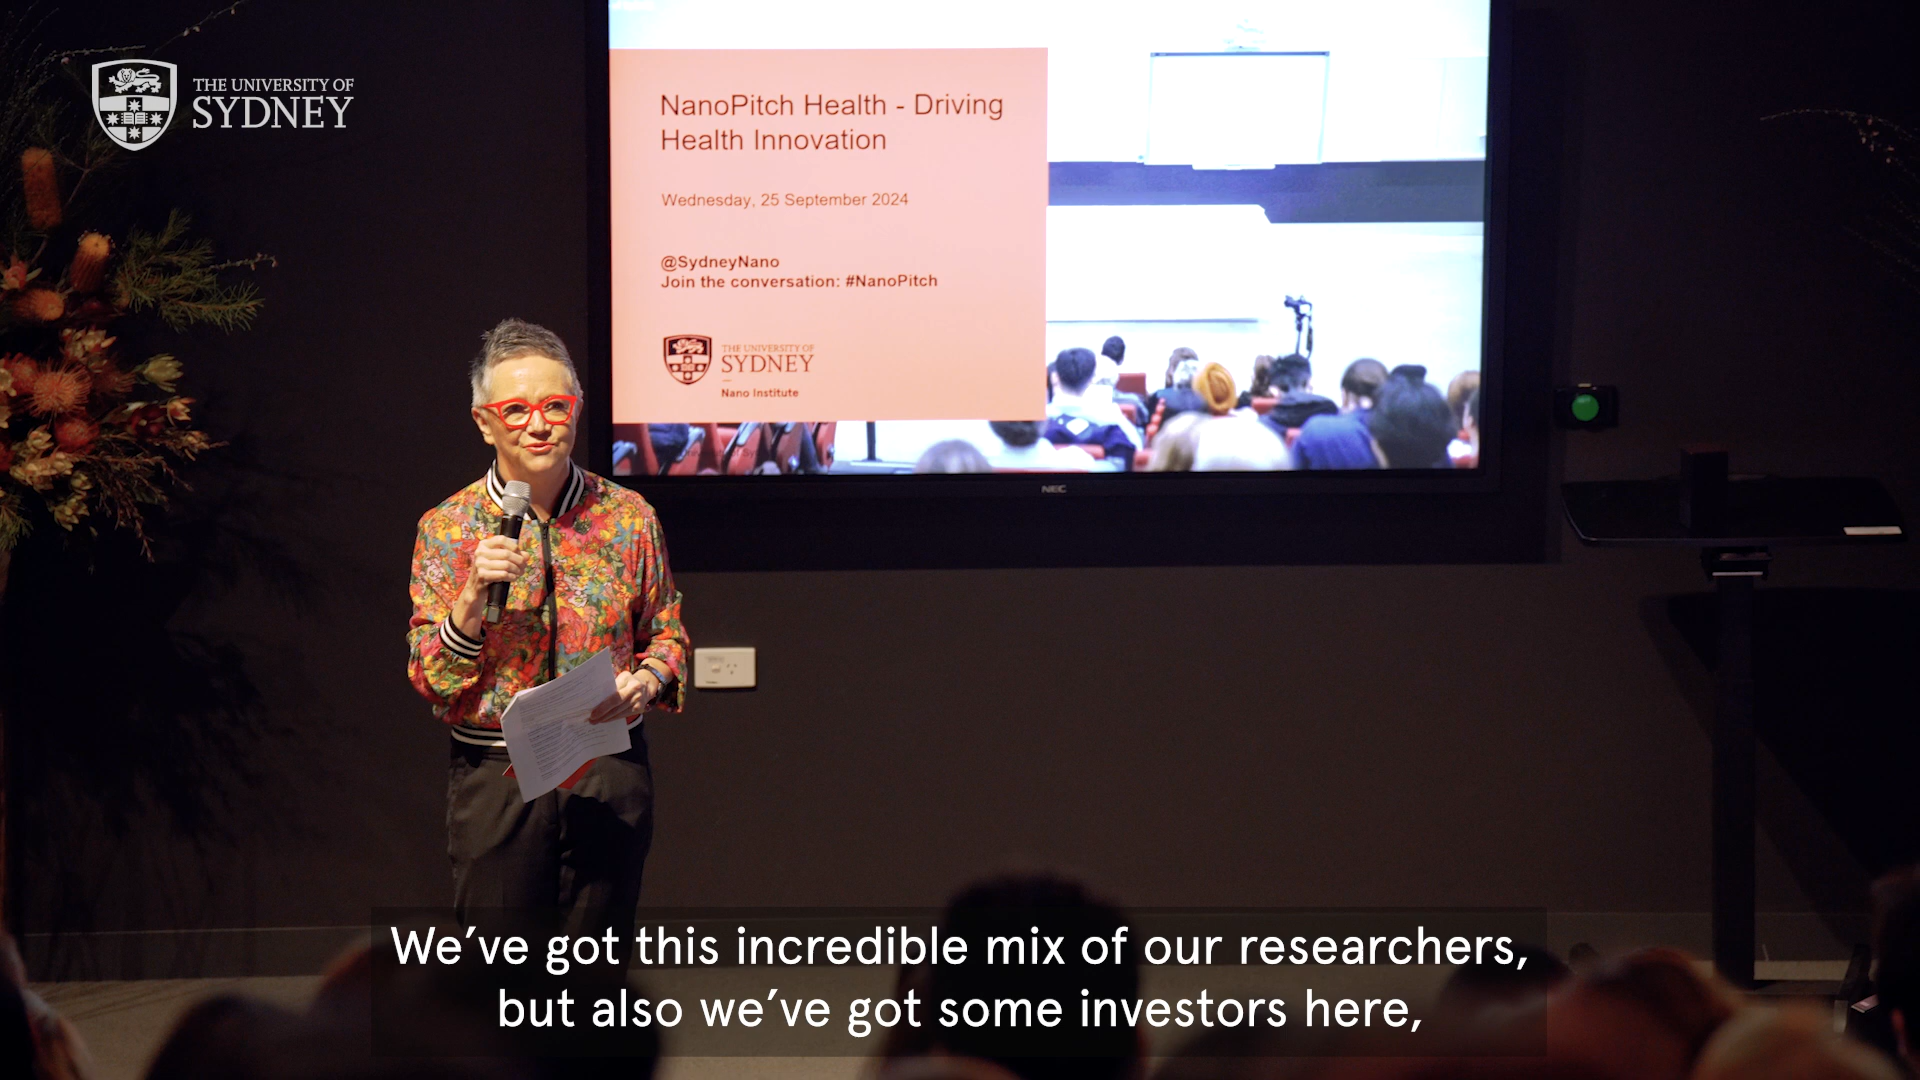 THE UNIVERSITY OF
SYDNEY
NanoPitch Health - Driving
Health Innovation
Wednesday, 25 September 2024
@SydneyNano
Join the conversation: #NanoPitch
THE UNIVERSITY OF
SYDNEY
Nano Institute
NEC
We’ve got this incredible mix of our researchers,
but also we’ve got some investors here,